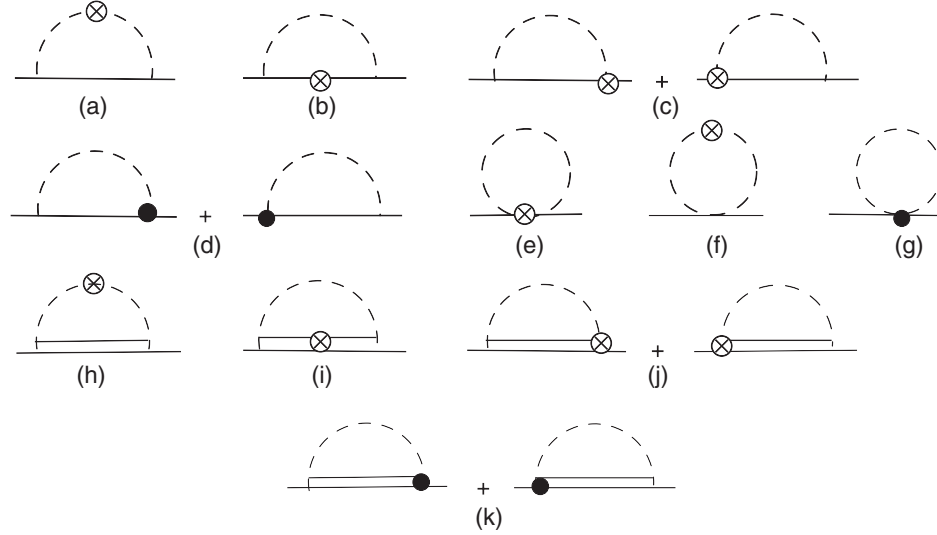 (a) (b) + (c)
+ (d) (e) (f) (g)
(h) (i) + (j)
+ (k)